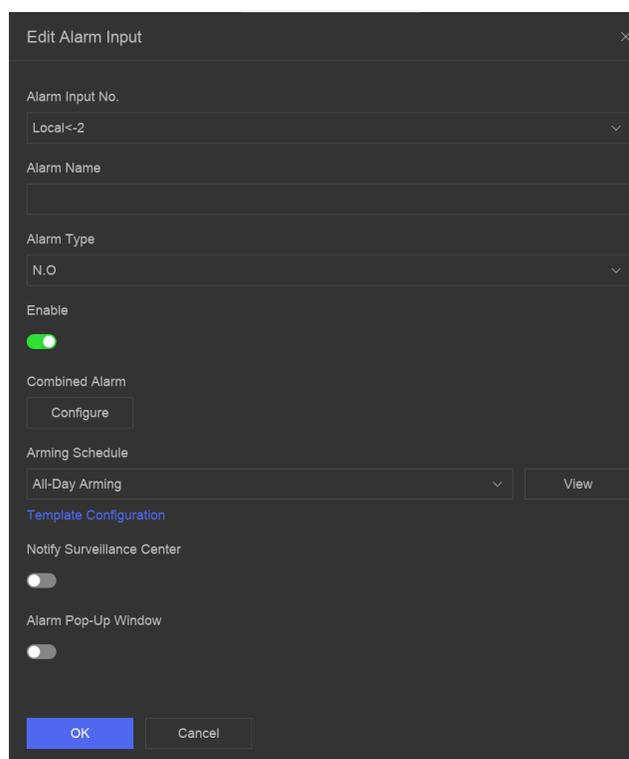 Edit Alarm Input
Alarm Input No.
Local<-2
Alarm Name
Alarm Type
N.O
Enable
Combined Alarm
Configure
Arming Schedule
All-Day Arming
View
Template Configuration
Notify Surveillance Center
Alarm Pop-Up Window
OK
Cancel